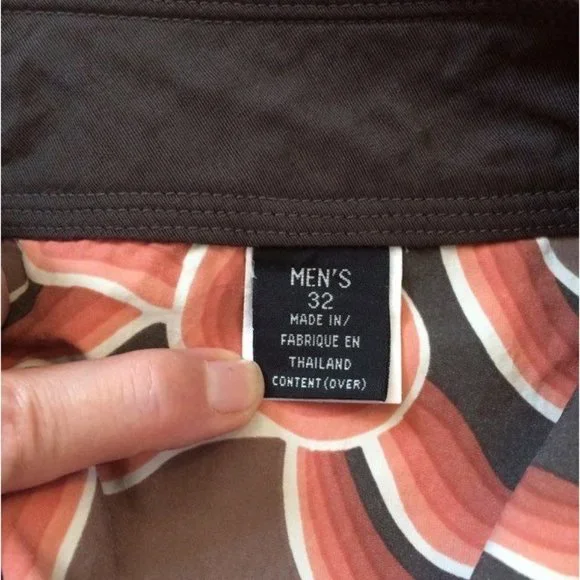 MEN'S
32
MADE IN/
FABRIQUE EN
THAILAND
CONTENT (OVER)